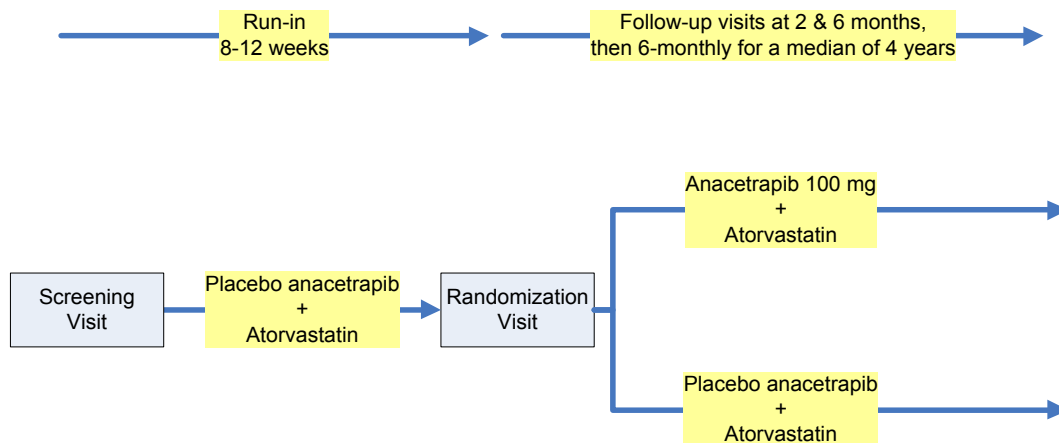 Run-in
8-12 weeks
Follow-up visits at 2 & 6 months,
then 6-monthly for a median of 4 years
Anacetrapib 100 mg
+
Atorvastatin
Screening
Visit
Placebo anacetrapib
+
Atorvastatin
Randomization
Visit
Placebo anacetrapib
+
Atorvastatin